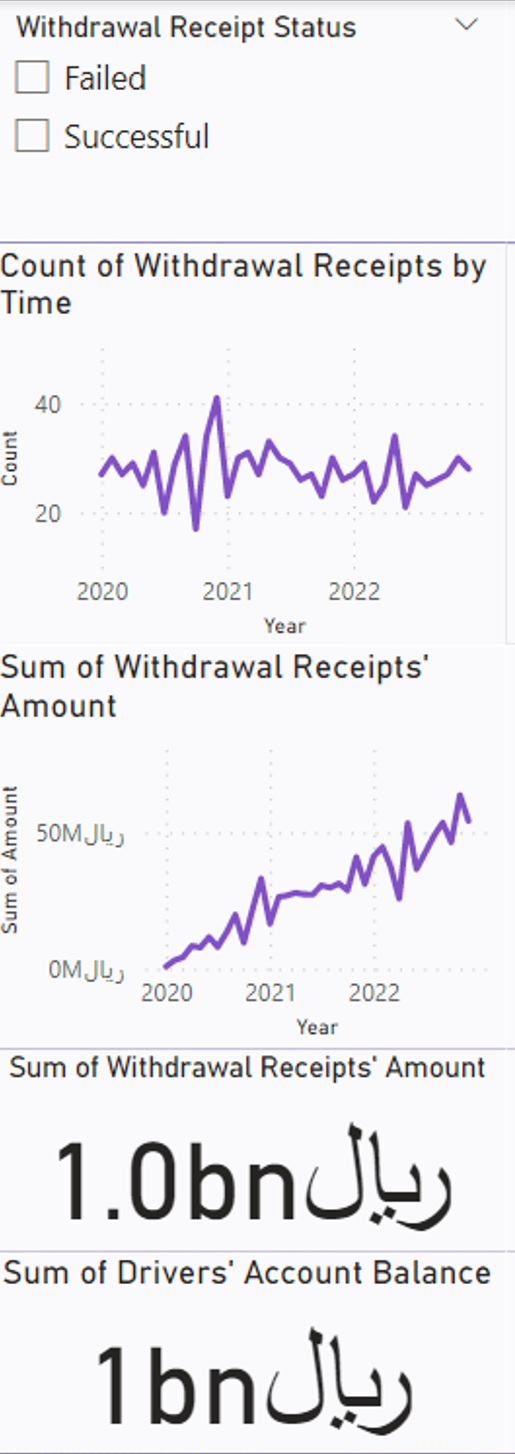 Withdrawal Receipt Status
Failed
Successful
Count of Withdrawal Receipts by
Time
Count
40
20
2020 2021 2022
Year
Sum of Withdrawal Receipts'
Amount
Sum of Amount
50Mريال
0Mريال
2020 2021 2022
Year
Sum of Withdrawal Receipts' Amount
1.0bnريال
Sum of Drivers' Account Balance
1bnريال